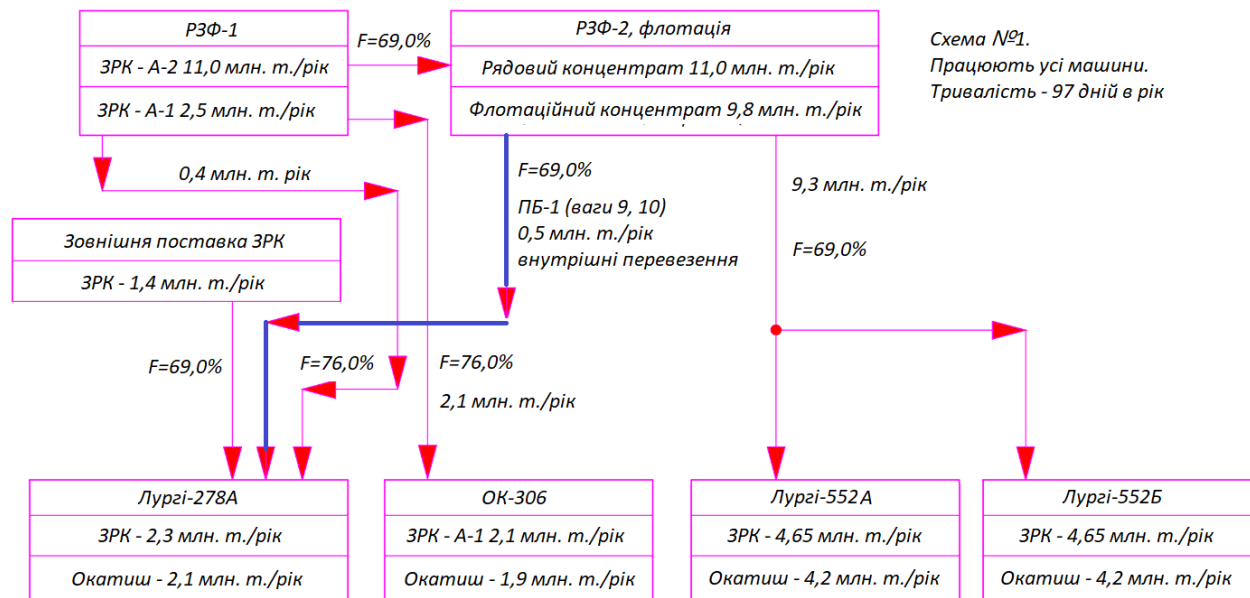 РЗФ-1
ЗРК - А-2 11,0 млн. т./рік
ЗРК - А-1 2,5 млн. т./рік
F=69,0%
РЗФ-2, флотація
Рядовий концентрат 11,0 млн. т./рік
Флотаційний концентрат 9,8 млн. т./рік
Схема №1.
Працюють усі машини.
Тривалість - 97 дній в рік
0,4 млн. т. рік
F=69,0%
ПБ-1 (ваги 9, 10)
0,5 млн. т./рік
внутрішні перевезення
9,3 млн. т./рік
F=69,0%
Зовнішня поставка ЗРК
ЗРК - 1,4 млн. т./рік
F=69,0%
F=76,0%
F=76,0%
2,1 млн. т./рік
Лургі-278А
ЗРК - 2,3 млн. т./рік
Окатиш - 2,1 млн. т./рік
ОК-306
ЗРК - А-1 2,1 млн. т./рік
Окатиш - 1,9 млн. т./рік
Лургі-552А
ЗРК - 4,65 млн. т./рік
Окатиш - 4,2 млн. т./рік
Лургі-552Б
ЗРК - 4,65 млн. т./рік
Окатиш - 4,2 млн. т./рік